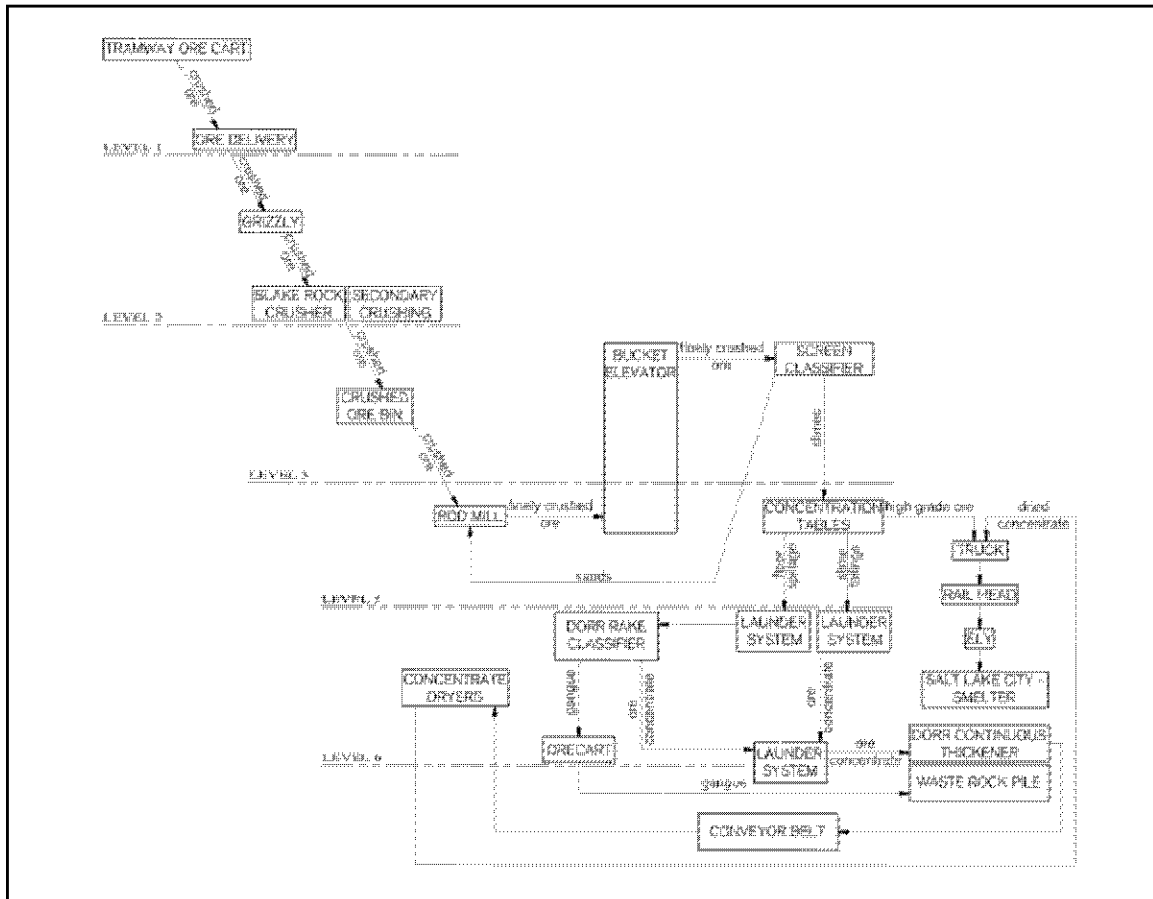 TRAMWAY ORE CART
crushed
ore
ORE DELIVERY
LEVEL 1
crushed
ore
GRIZZLY
crushed
ore
BLAKE ROCK
CRUSHER
SECONDARY
CRUSHING
LEVEL 2
crushed
ore
CRUSHED
ORE BIN
crushed
ore
BUCKET
ELEVATOR
finely crushed
ore
SCREEN
CLASSIFIER
slimes
LEVEL 3
ROD MILL
finely crushed
ore
sands
CONCENTRATION
TABLES
high grade ore
dried
concentrate
TRUCK
RAIL HEAD
ELY
SALT LAKE CITY -
SMELTER
LEVEL
LAUNDER
SYSTEM
LAUNDER
SYSTEM
DORR RAKE
CLASSIFIER
CONCENTRATE
DRYERS
gangue
ore
concentrate
ore
concentrate
ORECART
LEVEL 6
LAUNDER
SYSTEM
ore
concentrate
DORR CONTINUOUS
THICKENER
gangue
WASTE ROCK PILE
CONVEYOR BELT